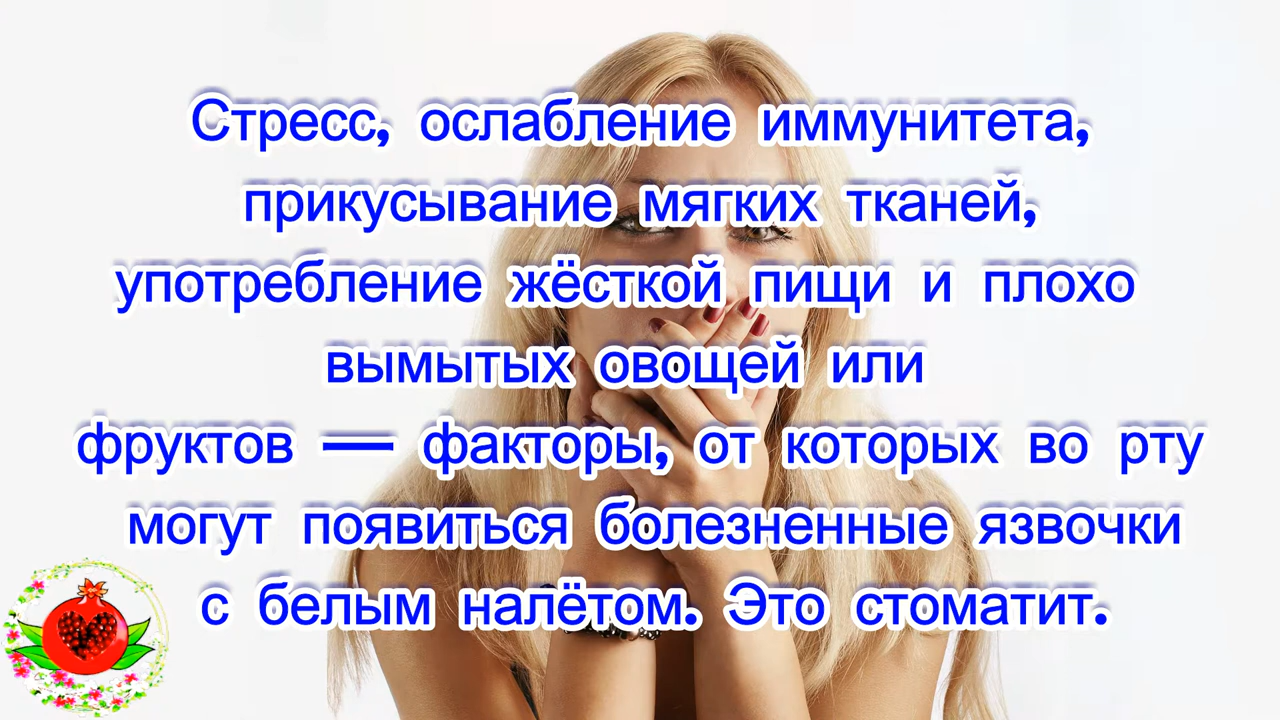 Стресс, ослабление иммунитета,
прикусывание мягких тканей,
употребление жёсткой пищи и плохо
вымытых овощей или
фруктов — факторы, от которых во рту
могут появиться болезненные язвочки
с белым налётом. Это стоматит.